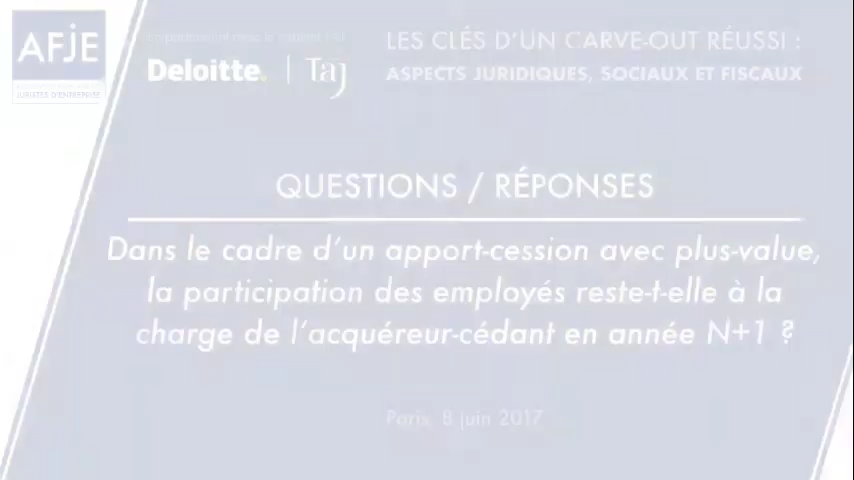 AFJE
JURISTES D'ENTREPRISE
Deloitte. | Taj
LES CLÉS D'UN CARVE-OUT RÉUSSI :
ASPECTS JURIDIQUES, SOCIAUX ET FISCAUX
QUESTIONS / RÉPONSES
Dans le cadre d'un apport-cession avec plus-value,
la participation des employés reste-t-elle à la
charge de l'acquéreur-cédant en année N+1 ?
Paris, 8 juin 2017